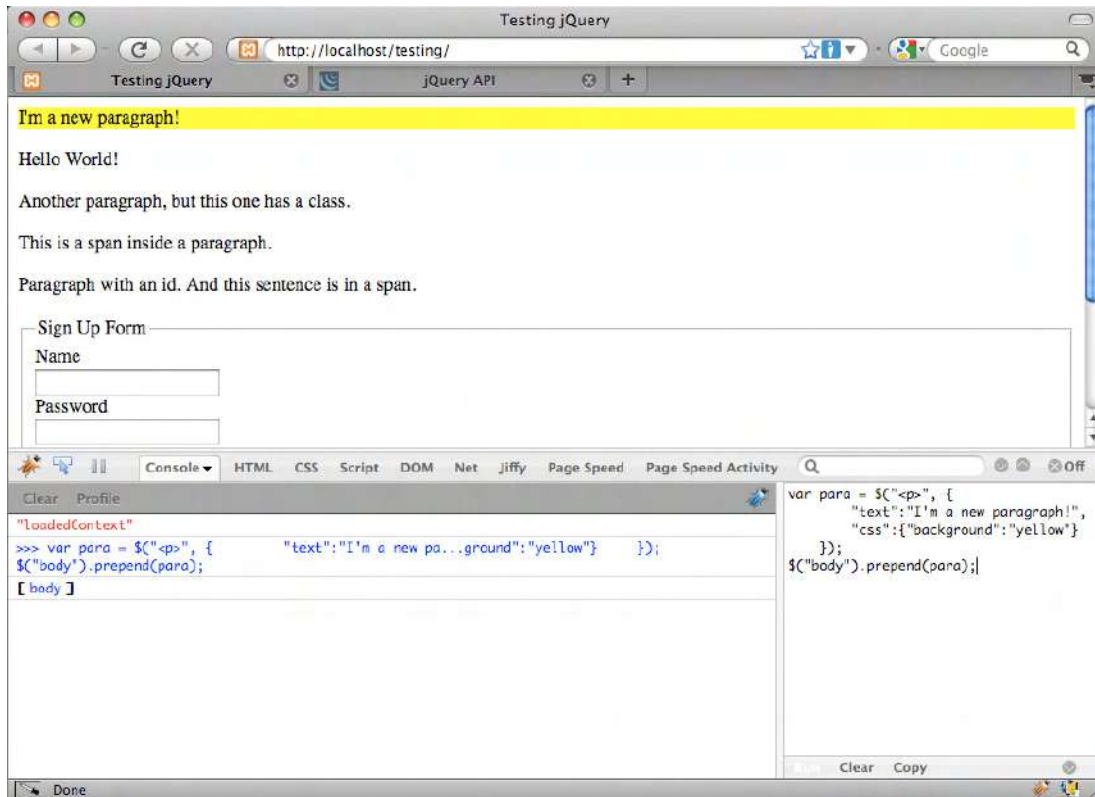 Testing jQuery
http://localhost/testing/
Google
Testing jQuery
jQuery API
I'm a new paragraph!
Hello World!
Another paragraph, but this one has a class.
This is a span inside a paragraph.
Paragraph with an id. And this sentence is in a span.
Sign Up Form
Name
Password
Console HTML CSS Script DOM Net Jiffy Page Speed Page Speed Activity Off
Clear Profile
"loadedContext"
>>> var para = $("<p>", { "text":"I'm a new pa...ground":"yellow"} });
$("body").prepend(para);
[ body ]
var para = $("<p>", {
"text":"I'm a new paragraph!",
"css":{"background":"yellow"}
});
$("body").prepend(para);
Clear Copy
Done